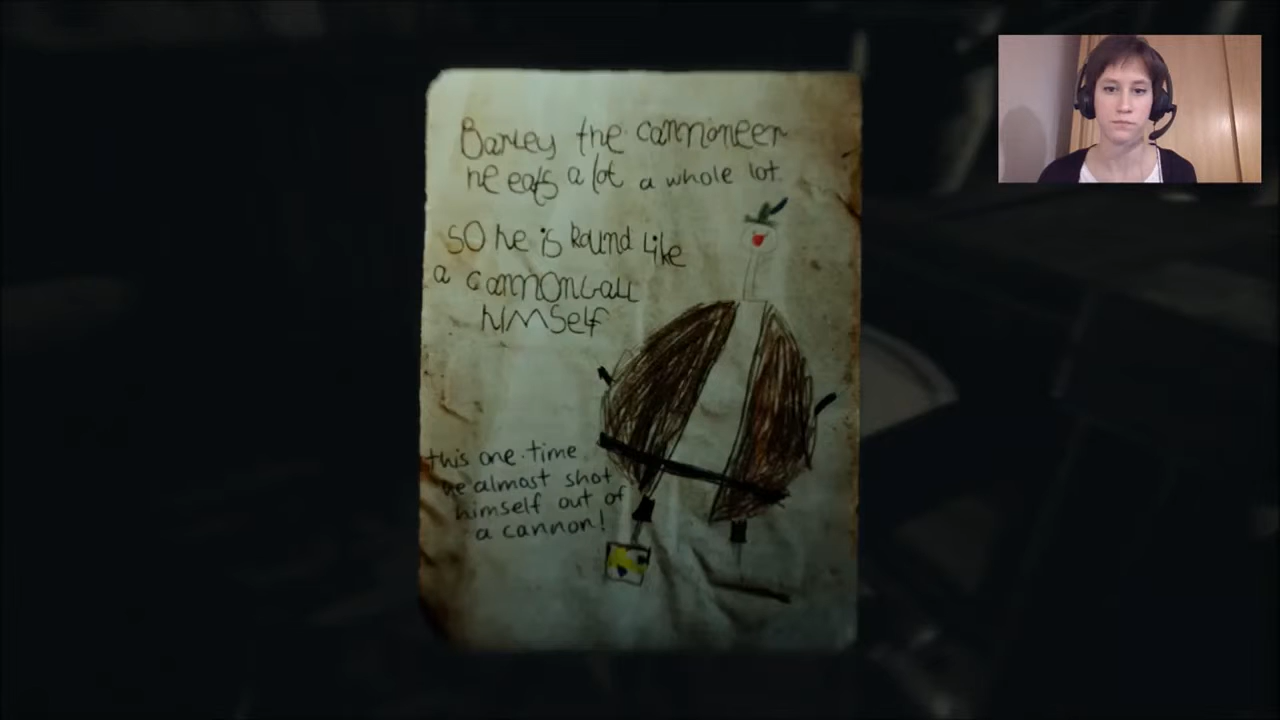 Barley the cannoneer
he eats a lot a whole lot.
so he is Round Like
a cannonball
himself
this one time
he almost shot
himself out of
a cannon!